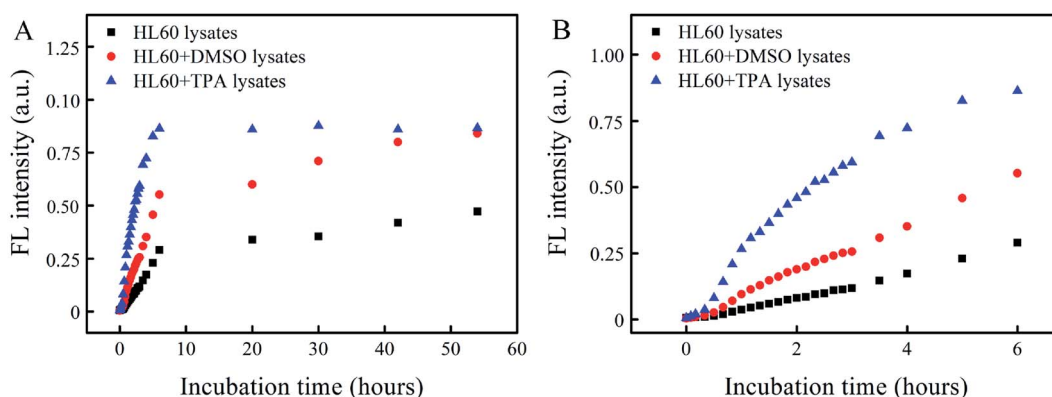 A
HL60 lysates
HL60+DMSO lysates
HL60+TPA lysates
1.25
0.10
0.75
0.50
0.25
0
FL intensity (a.u.)
0 10 20 30 40 50 60
Incubation time (hours)
B
HL60 lysates
HL60+DMSO lysates
HL60+TPA lysates
1.00
0.75
0.50
0.25
0
FL intensity (a.u.)
0 2 4 6
Incubation time (hours)